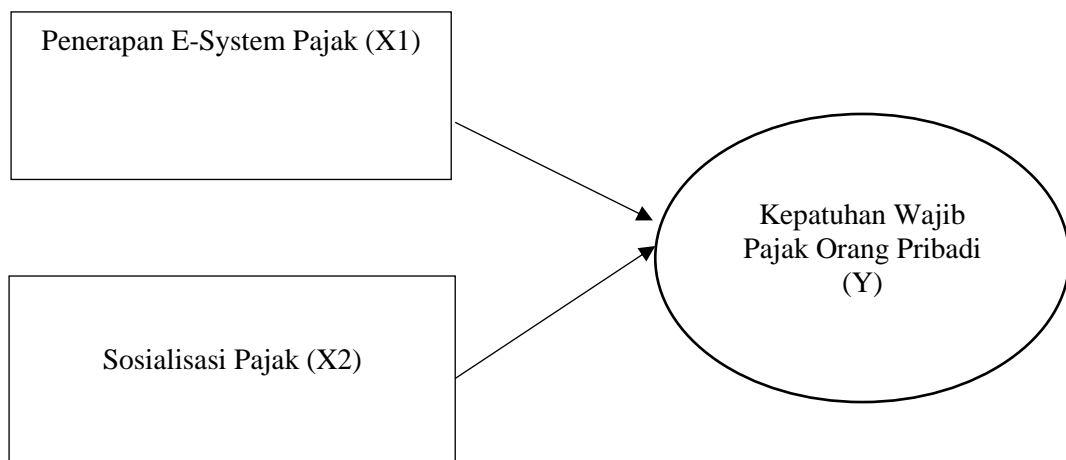 Penerapan E-System Pajak (X1)
Kepatuhan Wajib
Pajak Orang Pribadi
(Y)
Sosialisasi Pajak (X2)